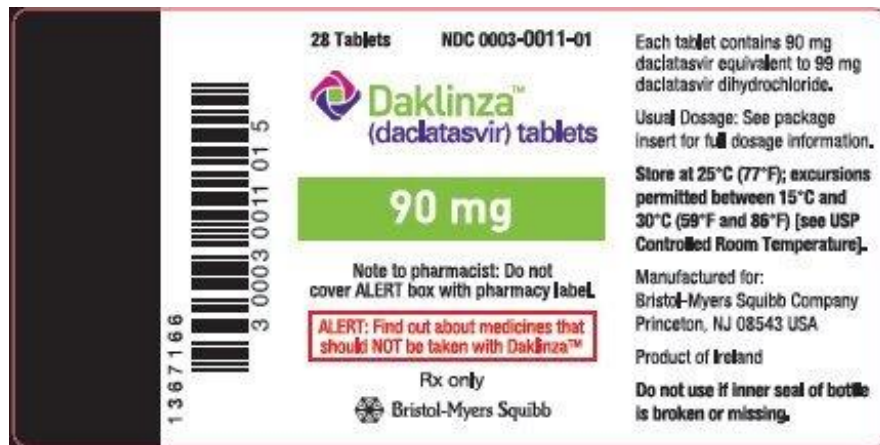 28 Tablets NDC 0003-0011-01
Daklinza™
(daclatasvir) tablets
90 mg
Note to pharmacist: Do not
cover ALERT box with pharmacy label.
ALERT: Find out about medicines that
should NOT be taken with Daklinza™
Rx only
Bristol-Myers Squibb
Each tablet contains 90 mg
daclatasvir equivalent to 99 mg
daclatasvir dihydrochloride.
Usual Dosage: See package
insert for full dosage information.
Store at 25°C (77°F); excursions
permitted between 15°C and
30°C (59°F and 86°F) [see USP
Controlled Room Temperature].
Manufactured for:
Bristol-Myers Squibb Company
Princeton, NJ 08543 USA
Product of Ireland
Do not use if inner seal of bottle
is broken or missing.
3 0003 0011 01 5
1367166